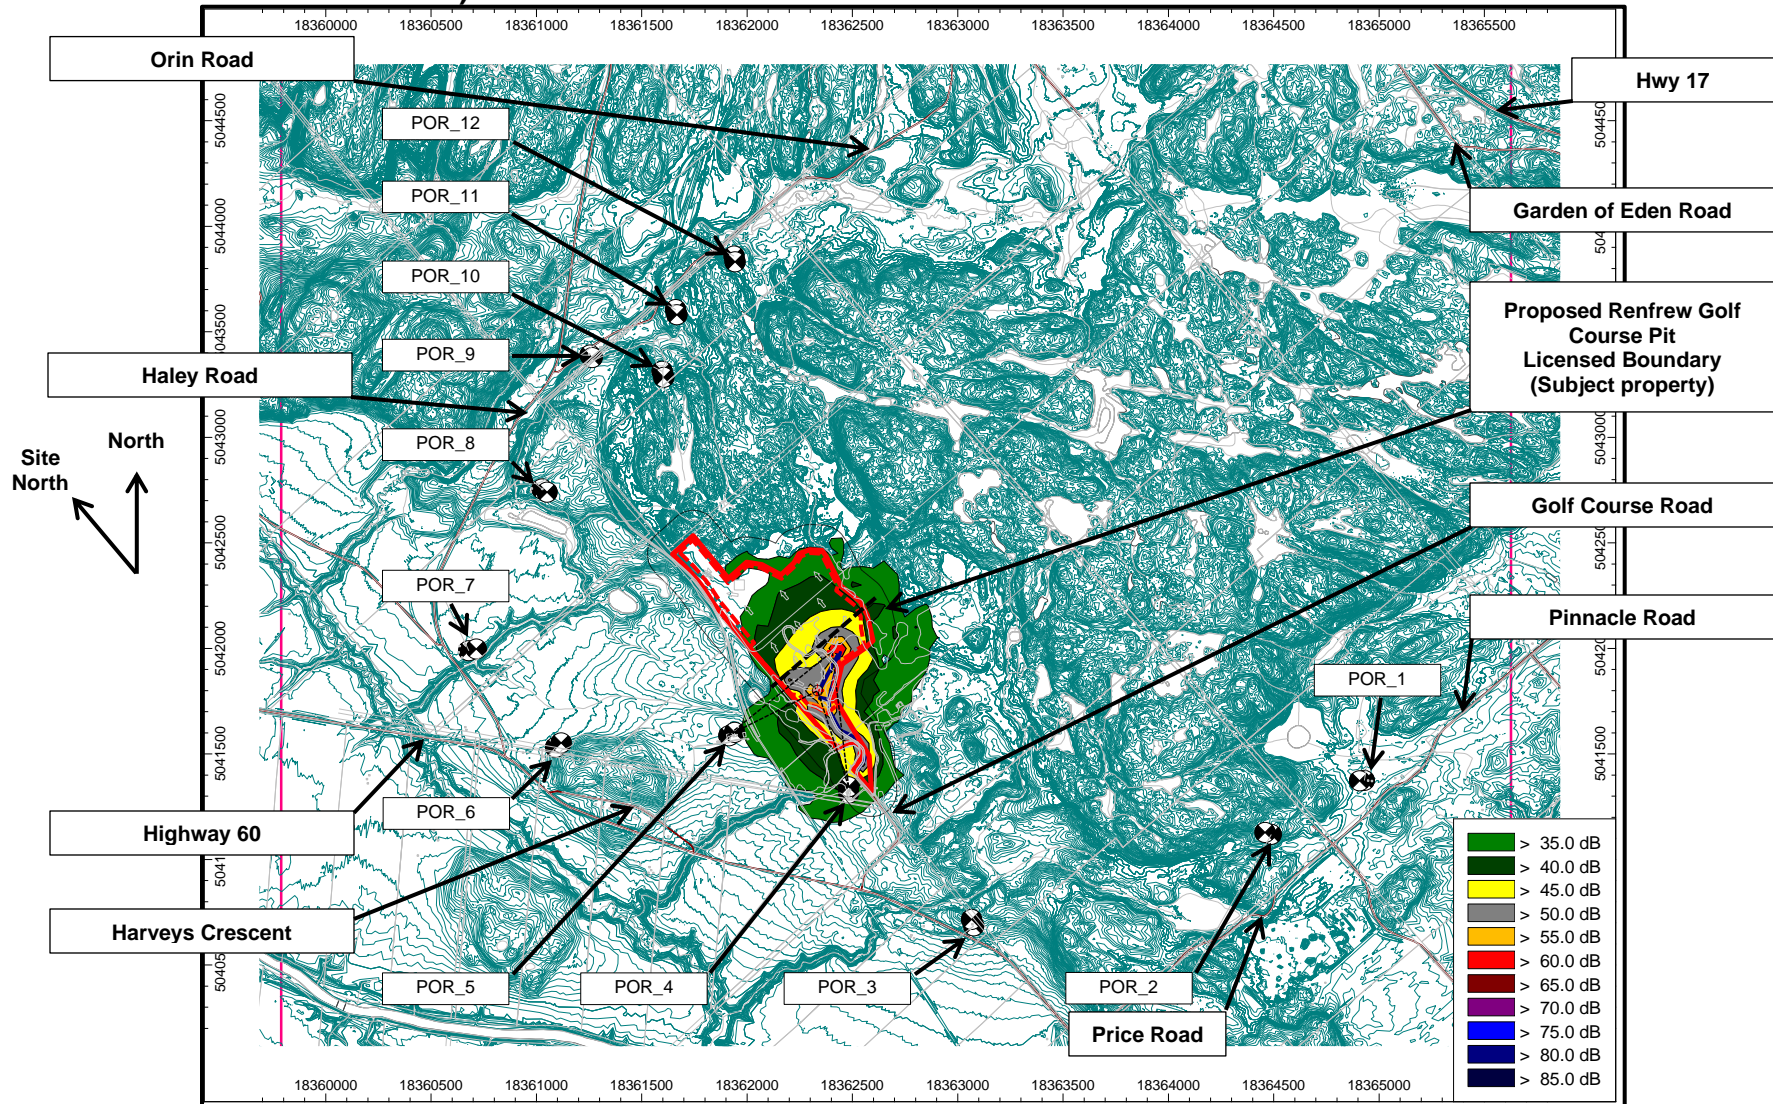 18360000 18360500 18361000 18361500 18362000 18362500 18363000 18363500 18364000 18364500 18365000 18365500
Orin Road
Hwy 17
5044500
POR_12
POR_11
Garden of Eden Road
5044000
POR_10
Proposed Renfrew Golf
Course Pit
Licensed Boundary
(Subject property)
5043500
POR_9
Haley Road
5043000
5043000
North
POR_8
Site
North
Golf Course Road
5042500
POR_7
Pinnacle Road
5042000
POR_1
5041500
5041500
POR_6
Highway 60
Harveys Crescent
POR_5
POR_4
POR_3
POR_2
Price Road
> 35.0 dB
> 40.0 dB
> 45.0 dB
> 50.0 dB
> 55.0 dB
> 60.0 dB
> 65.0 dB
> 70.0 dB
> 75.0 dB
> 80.0 dB
> 85.0 dB
18360000 18360500 18361000 18361500 18362000 18362500 18363000 18363500 18364000 18364500 18365000